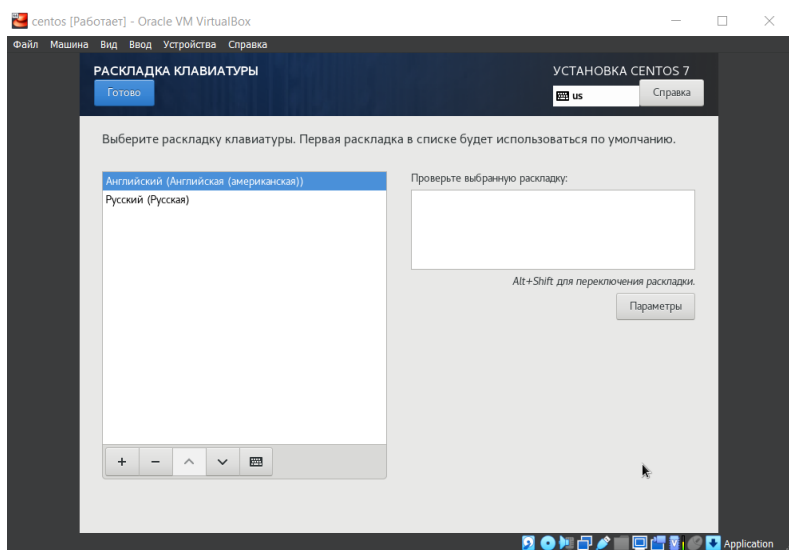 centos [Работает] - Oracle VM VirtualBox
Файл Машина Вид Ввод Устройства Справка
РАСКЛАДКА КЛАВИАТУРЫ
УСТАНОВКА CENTOS 7
Готово
us
Справка
Выберите раскладку клавиатуры. Первая раскладка в списке будет использоваться по умолчанию.
Английский (Английская (американская))
Русский (Русская)
Проверьте выбранную раскладку:
Alt+Shift для переключения раскладки.
Параметры
Application